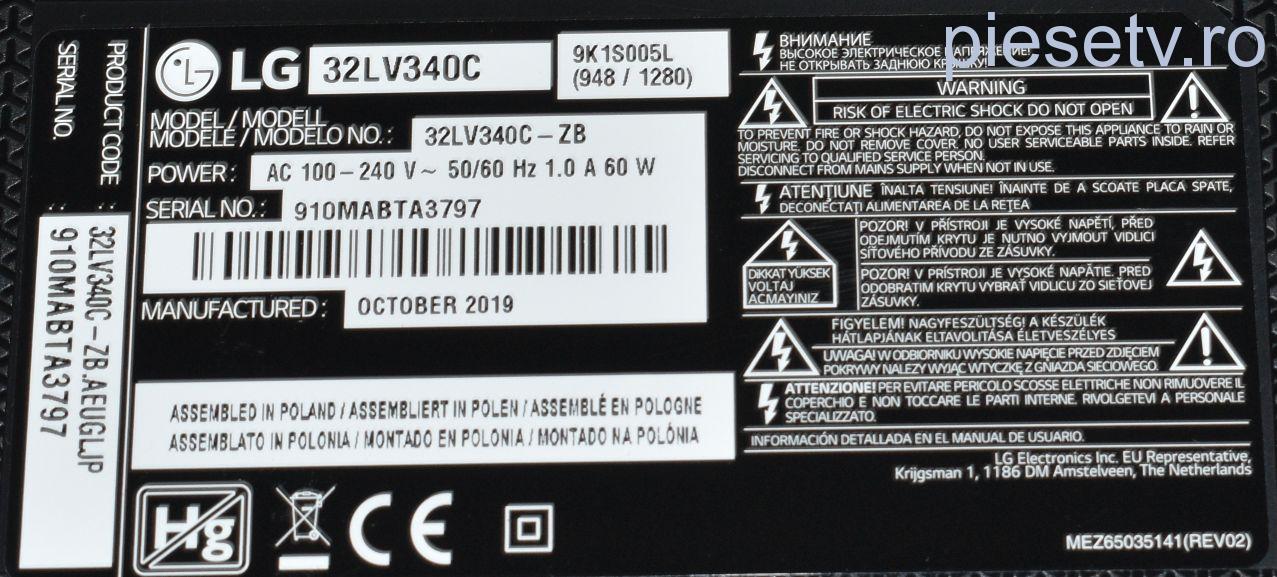 piesetv.ro
PRODUCT CODE : 32LV340C-ZB.AEUGLJP
SERIAL NO. : 910MABTA3797
LG 32LV340C
9K1S005L
(948 / 1280)
MODEL / MODELL
MODÈLE / MODELO NO.: 32LV340C-ZB
POWER: AC 100-240 V~ 50/60 Hz 1.0 A 60 W
SERIAL NO.: 910MABTA3797
MANUFACTURED: OCTOBER 2019
ASSEMBLED IN POLAND / ASSEMBLIERT IN POLEN / ASSEMBLÉ EN POLOGNE
ASSEMBLATO IN POLONIA / MONTADO EN POLONIA / MONTADO NA POLÓNIA
Hg
CE
ВНИМАНИЕ
ВЫСОКОЕ ЭЛЕКТРИЧЕСКОЕ НАПРЯЖЕНИЕ!
НЕ ОТКРЫВАТЬ ЗАДНЮЮ КРЫШКУ!
WARNING
RISK OF ELECTRIC SHOCK DO NOT OPEN
TO PREVENT FIRE OR SHOCK HAZARD, DO NOT EXPOSE THIS APPLIANCE TO RAIN OR
MOISTURE. DO NOT REMOVE COVER. NO USER SERVICEABLE PARTS INSIDE. REFER
SERVICING TO QUALIFIED SERVICE PERSON.
DISCONNECT FROM MAINS SUPPLY WHEN NOT IN USE.
ATENȚIUNE ÎNALTA TENSIUNE! ÎNAINTE DE A SCOATE PLACA SPATE,
DECONECTAȚI ALIMENTAREA DE LA REȚEA
DİKKAT YÜKSEK
VOLTAJ
AÇMAYINIZ
POZOR! V PŘÍSTROJI JE VYSOKÉ NAPĚTÍ, PŘED
ODEJMUTÍM KRYTU JE NUTNO VYJMOUT VIDLICI
SÍŤOVÉHO PŘÍVODU ZE ZÁSUVKY.
POZOR! V PRÍSTROJI JE VYSOKÉ NAPÄTIE. PRED
ODOBRATIM KRYTU VYBRAŤ VIDLICU ZO SIEŤOVEJ
ZÁSUVKY.
FIGYELEM! NAGYFESZÜLTSÉG! A KÉSZÜLÉK
HÁTLAPJÁNAK ELTAVOLÍTÁSA ÉLETVESZÉLYES
UWAGA! W ODBIORNIKU WYSOKIE NAPIĘCIE PRZED ZDJĘCIEM
POKRYWY NALEŻY WYJĄĆ WTYCZKĘ Z GNIAZDA SIECIOWEGO.
ATTENZIONE! PER EVITARE PERICOLO SCOSSE ELETTRICHE NON RIMUOVERE IL
COPERCHIO E NON TOCCARE LE PARTI INTERNE. RIVOLGETEVI A PERSONALE
SPECIALIZZATO.
INFORMACIÓN DETALLADA EN EL MANUAL DE USUARIO.
LG Electronics Inc. EU Representative,
Krijgsman 1, 1186 DM Amstelveen, The Netherlands
MEZ65035141(REV02)